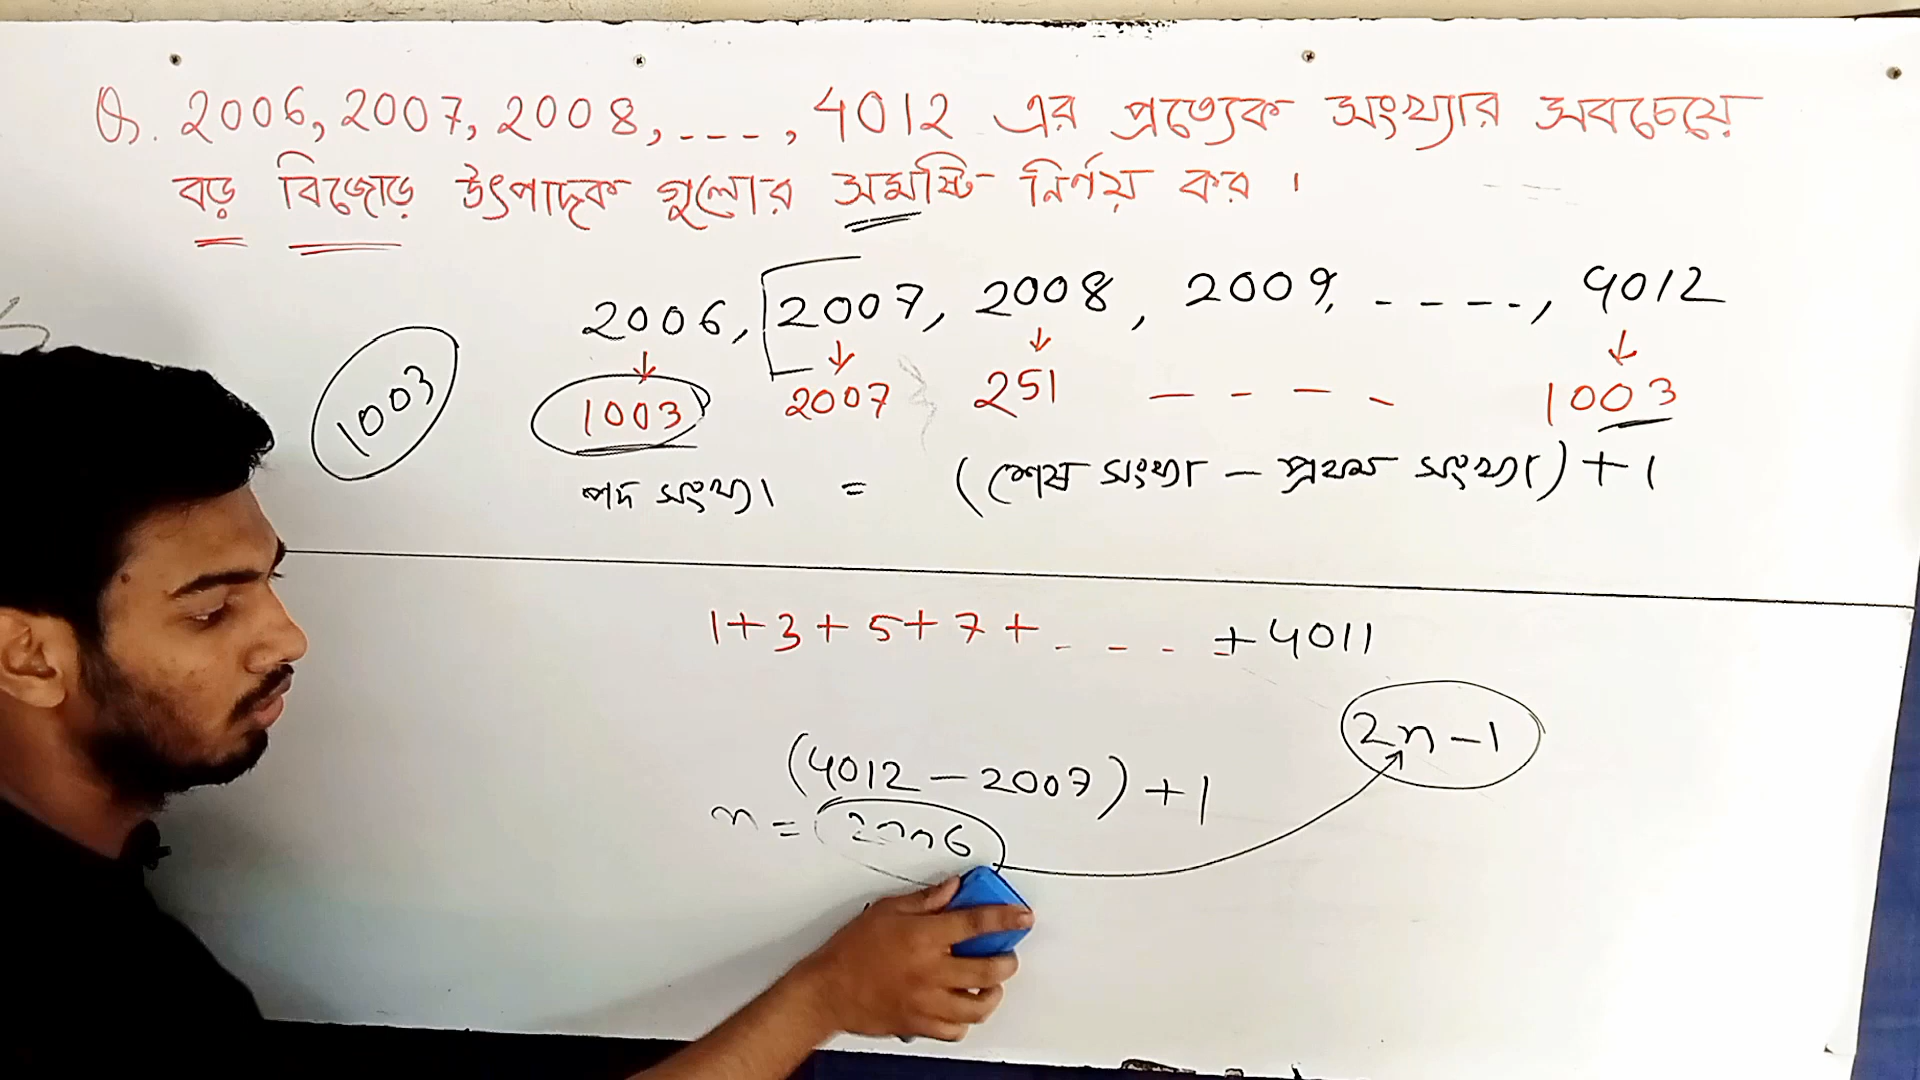 Q. 2006, 2007, 2008, ---, 4012 এর প্রত্যেক সংখ্যার সবচেয়ে
বড় বিজোড় উৎপাদক গুলোর সমষ্টি নির্ণয় কর।
2006, 2007, 2008, 2009, -----, 4012
1003
1003 2007 251 ---- 1003
পদ সংখ্যা = (শেষ সংখ্যা - প্রথম সংখ্যা) + 1
1+3+5+7+ --- + 4011
2n-1
(4012-2007)+1
n = 2006